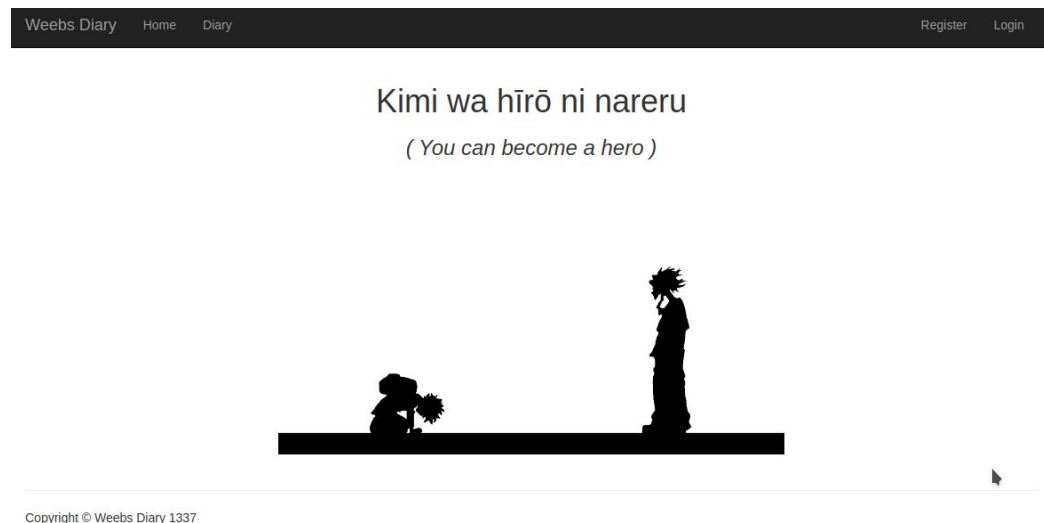 Weebs Diary Home Diary Register Login
Kimi wa hīrō ni nareru
( You can become a hero )
Copyright © Weebs Diary 1337